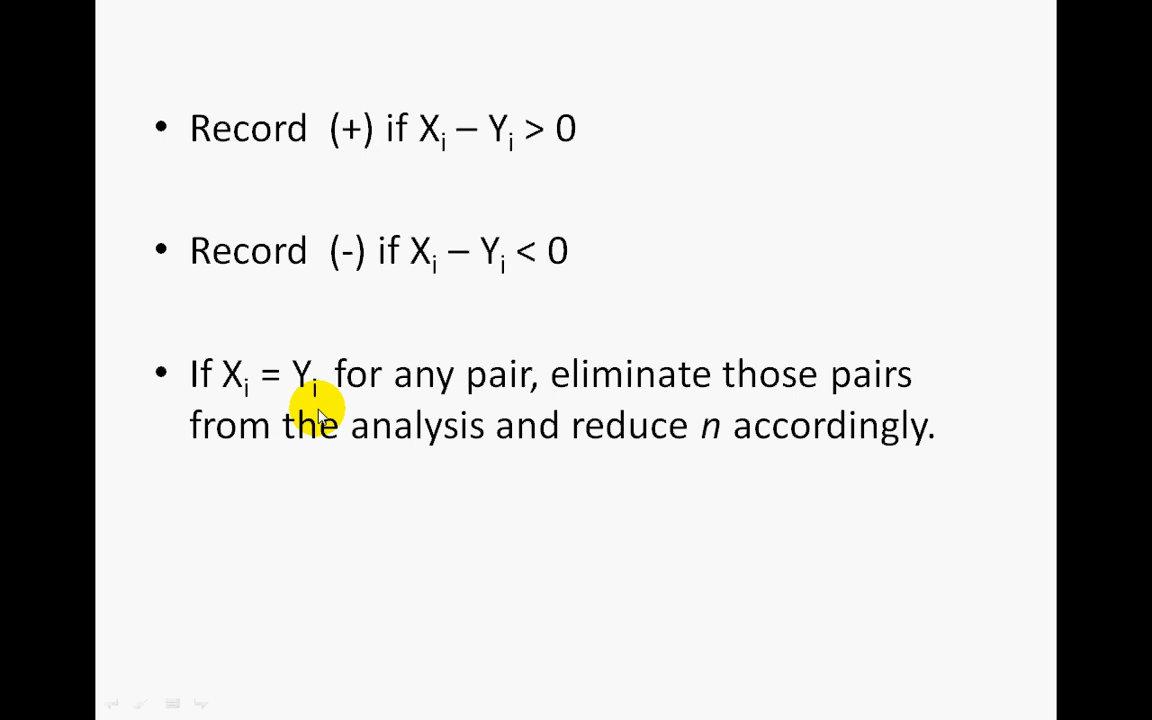 • Record (+) if Xi – Yi > 0
• Record (-) if Xi – Yi < 0
• If Xi = Yi for any pair, eliminate those pairs
from the analysis and reduce n accordingly.